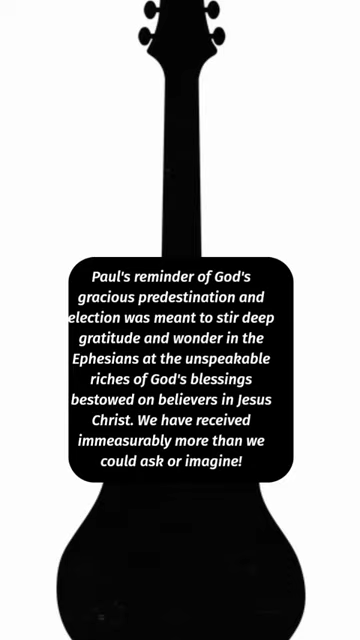 Paul's reminder of God's
gracious predestination and
election was meant to stir deep
gratitude and wonder in the
Ephesians at the unspeakable
riches of God's blessings
bestowed on believers in Jesus
Christ. We have received
immeasurably more than we
could ask or imagine!